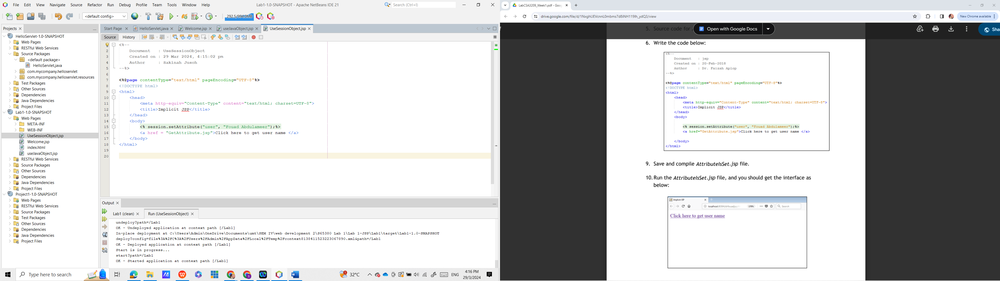 File Edit View Navigate Source Refactor Run Debug Profile Team Tools Window Help
Lab1-1.0-SNAPSHOT - Apache NetBeans IDE 21
Search (Ctrl+I)
<default config>
292.5/994.0MB
Projects
HelloServlet-1.0-SNAPSHOT
Web Pages
RESTful Web Services
Source Packages
<default package>
HelloServlet.java
com.mycompany.helloservlet
com.mycompany.helloservlet.resources
Test Packages
Other Sources
Dependencies
Java Dependencies
Project Files
Lab1-1.0-SNAPSHOT
Web Pages
META-INF
WEB-INF
UseSessionObject.jsp
Welcome.jsp
index.html
useJavaObject.jsp
RESTful Web Services
Source Packages
Other Sources
Dependencies
Java Dependencies
Project Files
Project1-1.0-SNAPSHOT
Web Pages
RESTful Web Services
Source Packages
Test Packages
Other Sources
Dependencies
Java Dependencies
Project Files
Start Page HelloServlet.java Welcome.jsp useJavaObject.jsp UseSessionObject.jsp
Source History
<%--
2 Document : UseSessionObject
3 Created on : 29 Mar 2024, 4:15:02 pm
4 Author : Sakinah Jusoh
5 --%>
6
7 <%@page contentType="text/html" pageEncoding="UTF-8"%>
8 <!DOCTYPE html>
9 <html>
10 <head>
11 <meta http-equiv="Content-Type" content="text/html; charset=UTF-8">
12 <title>Implicit JSP</title>
13 </head>
14 <body>
15 <% session.setAttribute("user", "Fouad Abdulameer");%>
16 <a href = "GetAttribute.jsp">Click here to get user name </a>
17 </body>
18 </html>
19
20
Output
Lab1 (clean) Run (UseSessionObject)
undeploy?path=/Lab1
OK - Undeployed application at context path [/Lab1]
In-place deployment at C:\Users\Admin\OneDrive\Documents\umt\SEM IV\web development 2\S65380 Lab 1\Lab 1-JSP\Lab1\target\Lab1-1.0-SNAPSHOT
deploy?config=file%3A%2FC%3A%2FUsers%2FAdmin%2FAppData%2FLocal%2FTemp%2Fcontext8138411523223067890.xml&path=/Lab1
OK - Deployed application at context path [/Lab1]
Start is in progress...
start?path=/Lab1
OK - Started application at context path [/Lab1]
Type here to search
32°C
ENG
4:16 PM
29/3/2024
LabCSA3209_Week1.pdf - Goo
drive.google.com/file/d/1NxghUEVcnnL0mbms7d8iNH119Ih_ydQ3/view
New Chrome available
5. Source code for
Open with Google Docs
Sha
6. Write the code below:
<%--
Document : jsp
Created on : 20-Feb-2018
Author : Dr. Faizah Aplop
--%>
<%@page contentType="text/html" pageEncoding="UTF-8"%>
<!DOCTYPE html>
<html>
<head>
<meta http-equiv="Content-Type" content="text/html; charset=UTF-8">
<title>Implicit JSP</title>
</head>
<body>
<% session.setAttribute("user", "Fouad Abdulameer");%>
<a href="GetAttribute.jsp">Click here to get user name </a>
</body>
</html>
9. Save and compile AttributeIsSet.jsp file.
10. Run the AttributeIsSet.jsp file, and you should get the interface as
below:
Implicit JSP
170%
Search
Click here to get user name